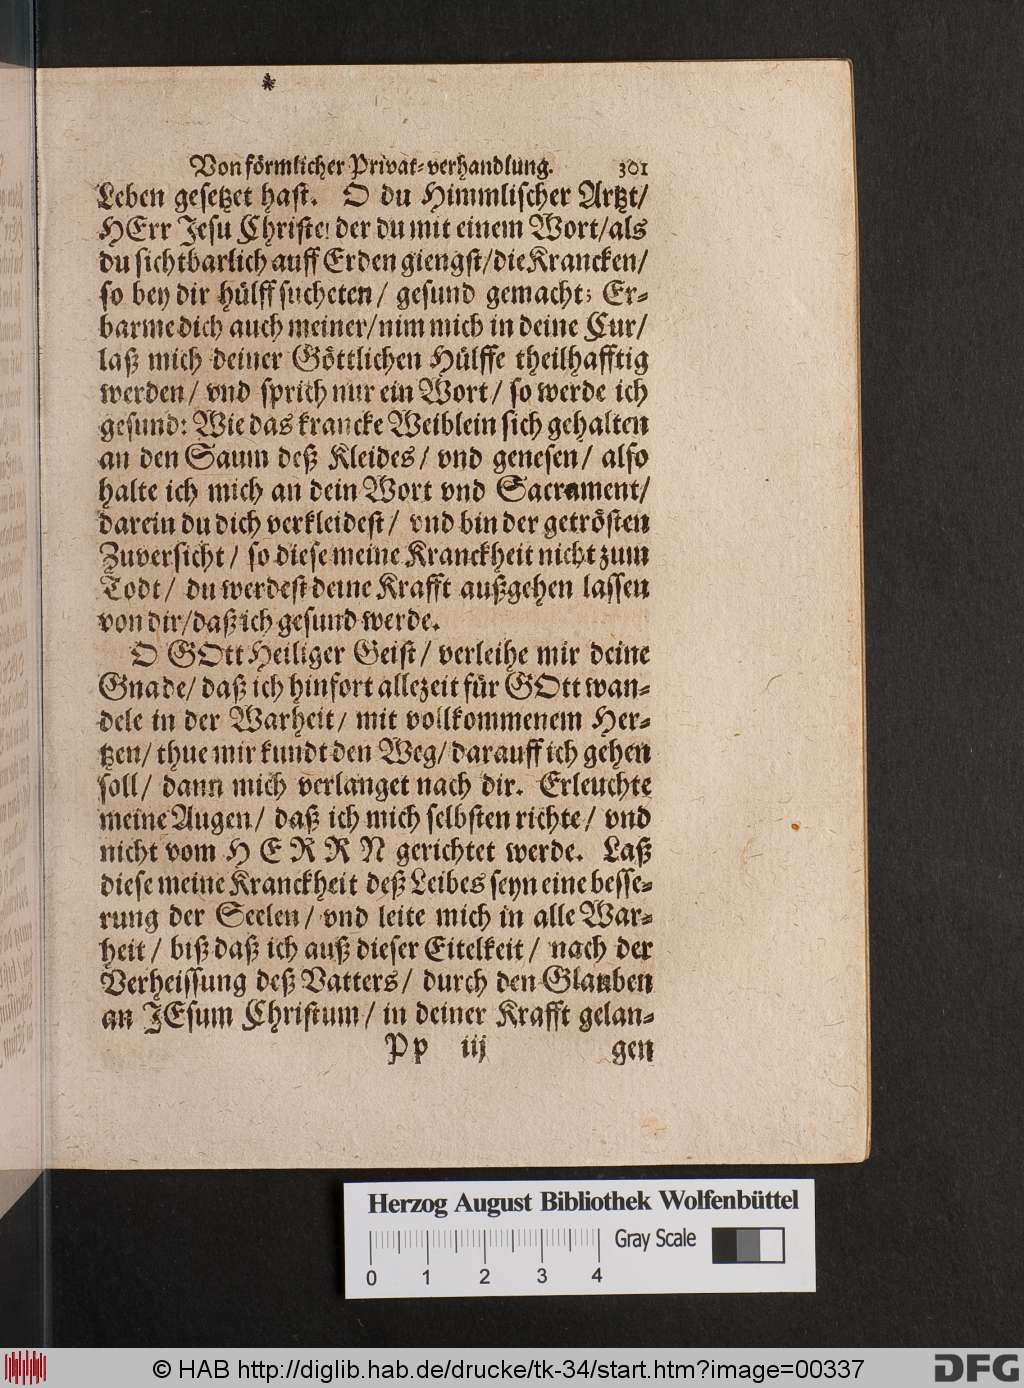 Von förmlicher Privat-verhandlung. 301
Leben gesetzet hast. O du Himmlischer Artzt/
HErr Jesu Christe! der du mit einem Wort/als
du sichtbarlich auff Erden giengst/die Krancken/
so bey dir hülff sucheten/ gesund gemacht; Er-
barme dich auch meiner/nim mich in deine Cur/
laß mich deiner Göttlichen Hülffe theilhafftig
werden/ vnd sprich nur ein Wort/ so werde ich
gesund: Wie das krancke Weiblein sich gehalten
an den Saum deß Kleides/ vnd genesen/ also
halte ich mich an dein Wort vnd Sacrament/
darein du dich verkleidest/ vnd bin der getrösten
Zuversicht/ so diese meine Kranckheit nicht zum
Todt/ du werdest deine Krafft außgehen lassen
von dir/daß ich gesund werde.
O GOtt Heiliger Geist/ verleihe mir deine
Gnade/ daß ich hinfort allezeit für GOtt wan-
dele in der Warheit/ mit vollkommenem Her-
tzen/ thue mir kundt den Weg/ darauff ich gehen
soll/ dann mich verlanget nach dir. Erleuchte
meine Augen/ daß ich mich selbsten richte/ vnd
nicht vom HERRN gerichtet werde. Laß
diese meine Kranckheit deß Leibes seyn eine besse-
rung der Seelen/ vnd leite mich in alle War-
heit/ biß daß ich auß dieser Eitelkeit/ nach der
Verheissung deß Vatters/ durch den Glauben
an JEsum Christum/ in deiner Krafft gelan-
Pp iij gen
Herzog August Bibliothek Wolfenbüttel
Gray Scale
0 1 2 3 4
© HAB http://diglib.hab.de/drucke/tk-34/start.htm?image=00337
DFG